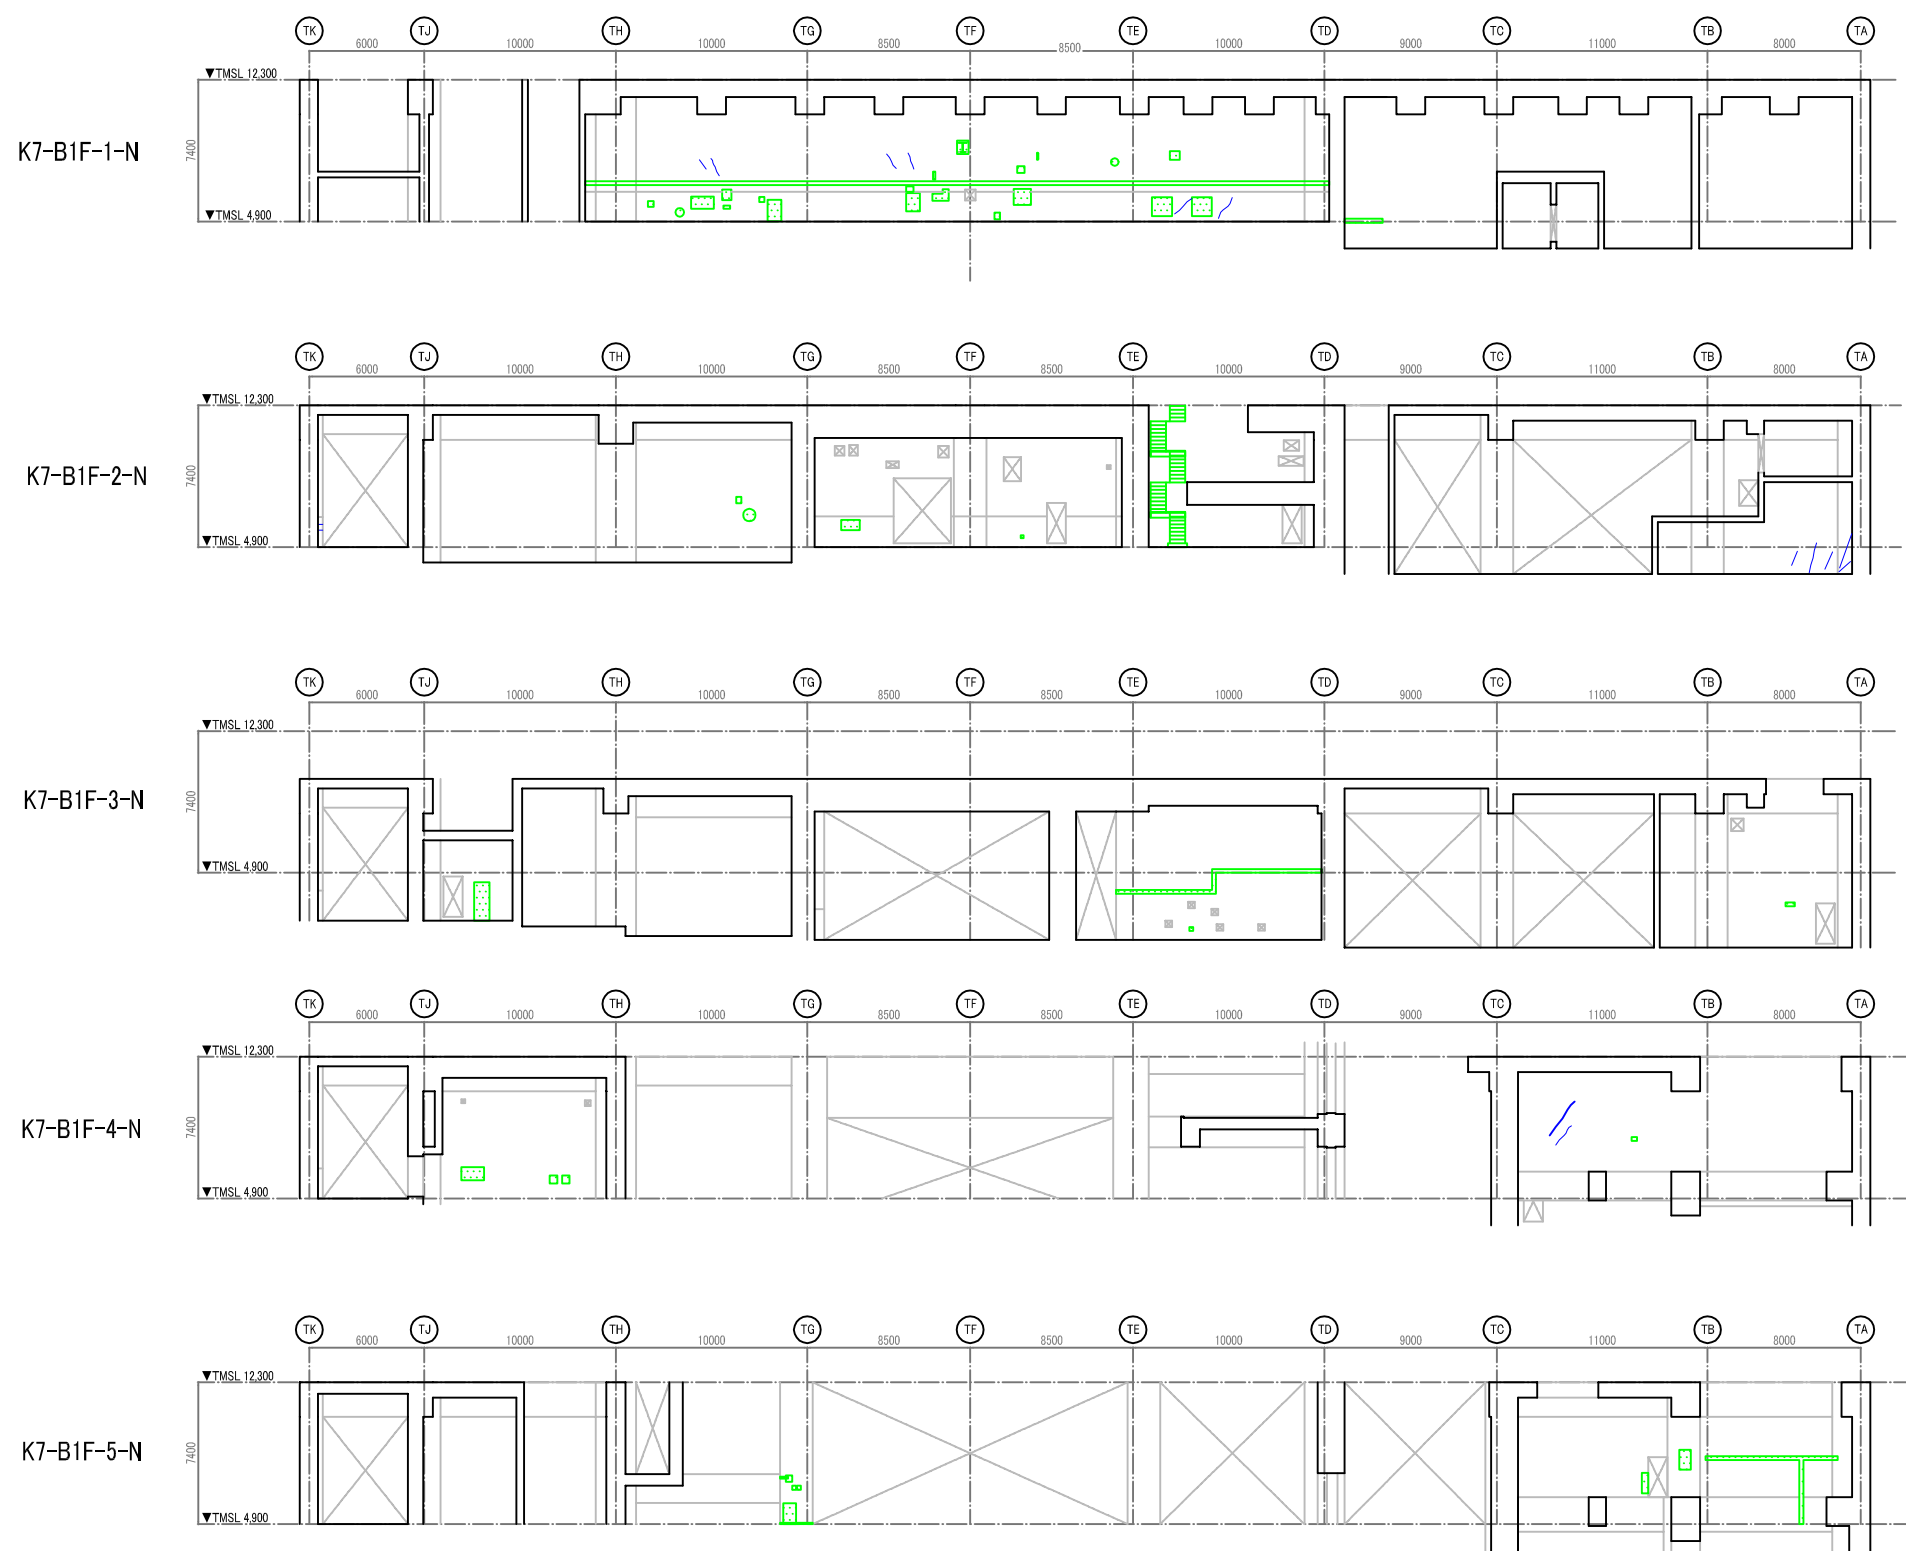 TK TJ TH TG TF TE TD TC TB TA
6000 10000 10000 8500 8500 10000 9000 11000 8000
▼TMSL 12,300
K7-B1F-1-N
7400
▼TMSL 4,900
TK TJ TH TG TF TE TD TC TB TA
6000 10000 10000 8500 8500 10000 9000 11000 8000
▼TMSL 12,300
K7-B1F-2-N
7400
▼TMSL 4,900
TK TJ TH TG TF TE TD TC TB TA
6000 10000 10000 8500 8500 10000 9000 11000 8000
▼TMSL 12,300
K7-B1F-3-N
7400
▼TMSL 4,900
TK TJ TH TG TF TE TD TC TB TA
6000 10000 10000 8500 8500 10000 9000 11000 8000
▼TMSL 12,300
K7-B1F-4-N
7400
▼TMSL 4,900
TK TJ TH TG TF TE TD TC TB TA
6000 10000 10000 8500 8500 10000 9000 11000 8000
▼TMSL 12,300
K7-B1F-5-N
7400
▼TMSL 4,900